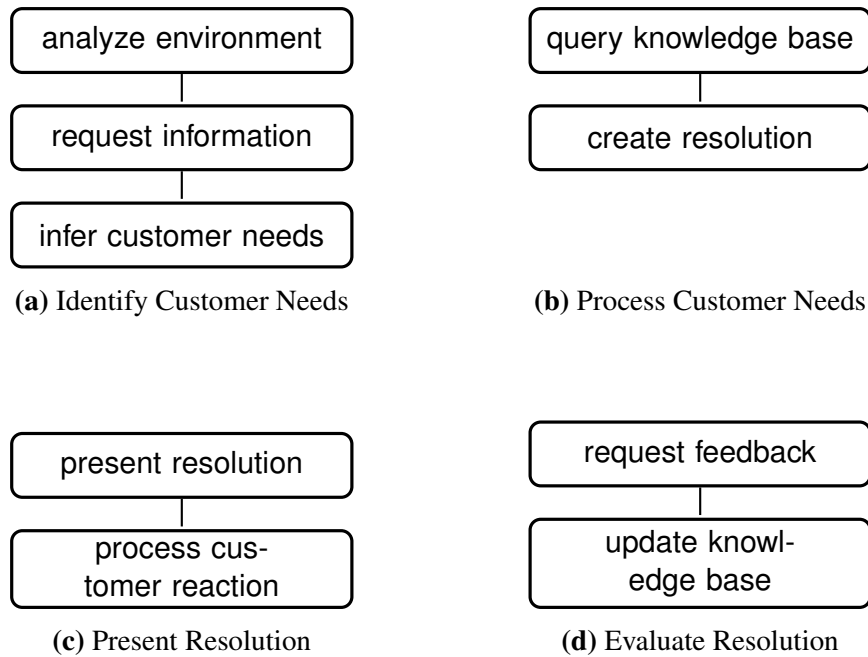 analyze environment
request information
infer customer needs
(a) Identify Customer Needs
query knowledge base
create resolution
(b) Process Customer Needs
present resolution
process cus-
tomer reaction
(c) Present Resolution
request feedback
update knowl-
edge base
(d) Evaluate Resolution